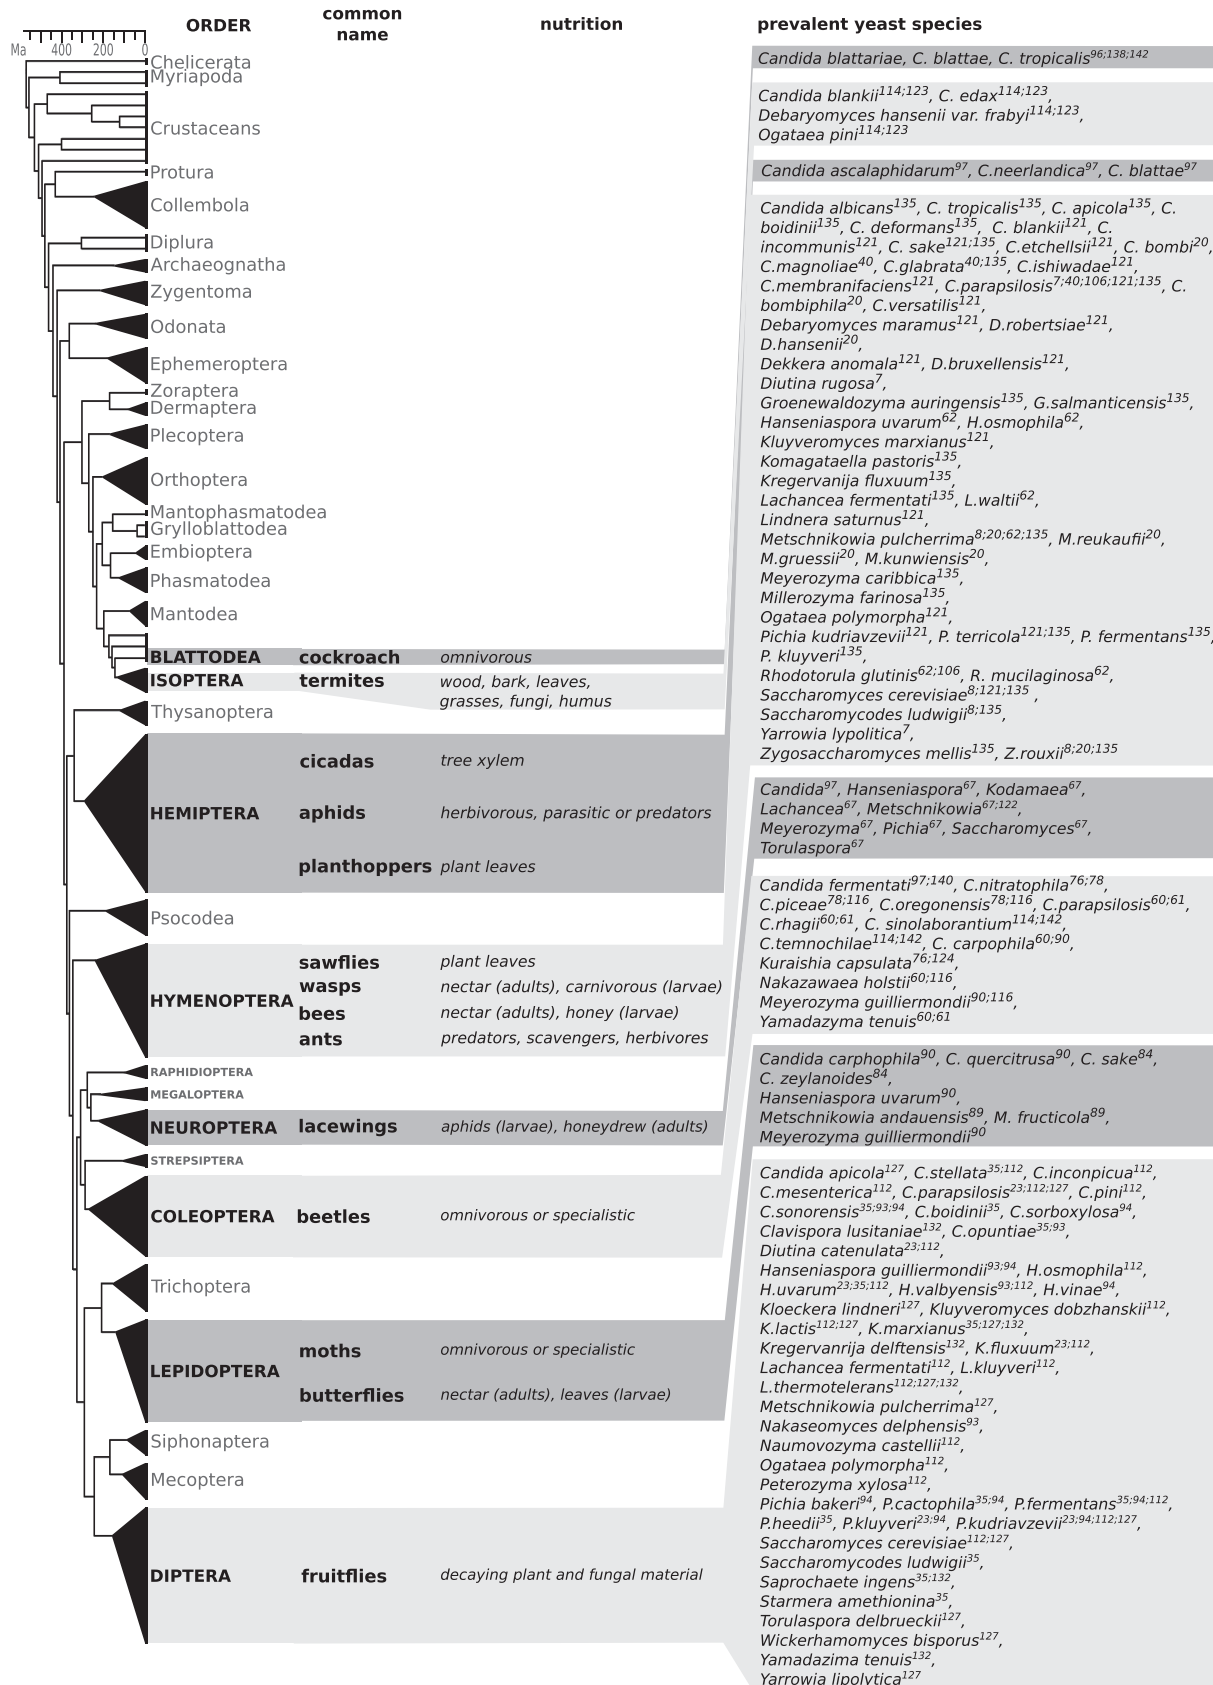 ORDER
common
name
nutrition
prevalent yeast species
Ma 400 200 0
Chelicerata
Myriapoda
Crustaceans
Protura
Collembola
Diplura
Archaeognatha
Zygentoma
Odonata
Ephemeroptera
Zoraptera
Dermaptera
Plecoptera
Orthoptera
Mantophasmatodea
Grylloblattodea
Embioptera
Phasmatodea
Mantodea
BLATTODEA cockroach omnivorous
ISOPTERA termites wood, bark, leaves,
grasses, fungi, humus
Thysanoptera
cicadas tree xylem
HEMIPTERA aphids herbivorous, parasitic or predators
planthoppers plant leaves
Psocodea
sawflies plant leaves
wasps nectar (adults), carnivorous (larvae)
HYMENOPTERA
bees nectar (adults), honey (larvae)
ants predators, scavengers, herbivores
RAPHIDIOPTERA
MEGALOPTERA
NEUROPTERA lacewings aphids (larvae), honeydrew (adults)
STREPSIPTERA
COLEOPTERA beetles omnivorous or specialistic
Trichoptera
moths omnivorous or specialistic
LEPIDOPTERA
butterflies nectar (adults), leaves (larvae)
Siphonaptera
Mecoptera
DIPTERA fruitflies decaying plant and fungal material
Candida blattariae, C. blattae, C. tropicalis96;138;142
Candida blankii114;123, C. edax114;123,
Debaryomyces hansenii var. frabyi114;123,
Ogataea pini114;123
Candida ascalaphidarum97, C.neerlandica97, C. blattae97
Candida albicans135, C. tropicalis135, C. apicola135, C.
boidinii135, C. deformans135, C. blankii121, C.
incommunis121, C. sake121;135, C.etchellsii121, C. bombi20,
C.magnoliae40, C.glabrata40;135, C.ishiwadae121,
C.membranifaciens121, C.parapsilosis7;40;106;121;135, C.
bombiphila20, C.versatilis121,
Debaryomyces maramus121, D.robertsiae121,
D.hansenii20,
Dekkera anomala121, D.bruxellensis121,
Diutina rugosa7,
Groenewaldozyma auringensis135, G.salmanticensis135,
Hanseniaspora uvarum62, H.osmophila62,
Kluyveromyces marxianus121,
Komagataella pastoris135,
Kregervanija fluxuum135,
Lachancea fermentati135, L.waltii62,
Lindnera saturnus121,
Metschnikowia pulcherrima8;20;62;135, M.reukaufii20,
M.gruessii20, M.kunwiensis20,
Meyerozyma caribbica135,
Millerozyma farinosa135,
Ogataea polymorpha121,
Pichia kudriavzevii121, P. terricola121;135, P. fermentans135,
P. kluyveri135,
Rhodotorula glutinis62;106, R. mucilaginosa62,
Saccharomyces cerevisiae8;121;135 ,
Saccharomycodes ludwigii8;135,
Yarrowia lypolitica7,
Zygosaccharomyces mellis135, Z.rouxii8;20;135
Candida97, Hanseniaspora67, Kodamaea67,
Lachancea67, Metschnikowia67;122,
Meyerozyma67, Pichia67, Saccharomyces67,
Torulaspora67
Candida fermentati97;140, C.nitratophila76;78,
C.piceae78;116, C.oregonensis78;116, C.parapsilosis60;61,
C.rhagii60;61, C. sinolaborantium114;142,
C.temnochilae114;142, C. carpophila60;90,
Kuraishia capsulata76;124,
Nakazawaea holstii60;116,
Meyerozyma guilliermondii90;116,
Yamadazyma tenuis60;61
Candida carphophila90, C. quercitrusa90, C. sake84,
C. zeylanoides84,
Hanseniaspora uvarum90,
Metschnikowia andauensis89, M. fructicola89,
Meyerozyma guilliermondii90
Candida apicola127, C.stellata35;112, C.inconpicua112,
C.mesenterica112, C.parapsilosis23;112;127, C.pini112,
C.sonorensis35;93;94, C.boidinii35, C.sorboxylosa94,
Clavispora lusitaniae132, C.opuntiae35;93,
Diutina catenulata23;112,
Hanseniaspora guilliermondii93;94, H.osmophila112,
H.uvarum23;35;112, H.valbyensis93;112, H.vinae94,
Kloeckera lindneri127, Kluyveromyces dobzhanskii112,
K.lactis112;127, K.marxianus35;127;132,
Kregervanrija delftensis132, K.fluxuum23;112,
Lachancea fermentati112, L.kluyveri112,
L.thermotelerans112;127;132,
Metschnikowia pulcherrima127,
Nakaseomyces delphensis93,
Naumovozyma castellii112,
Ogataea polymorpha112,
Peterozyma xylosa112,
Pichia bakeri94, P.cactophila35;94, P.fermentans35;94;112,
P.heedii35, P.kluyveri23;94, P.kudriavzevii23;94;112;127,
Saccharomyces cerevisiae112;127,
Saccharomycodes ludwigii35,
Saprochaete ingens35;132,
Starmera amethionina35,
Torulaspora delbrueckii127,
Wickerhamomyces bisporus127,
Yamadazima tenuis132,
Yarrowia lipolytica127